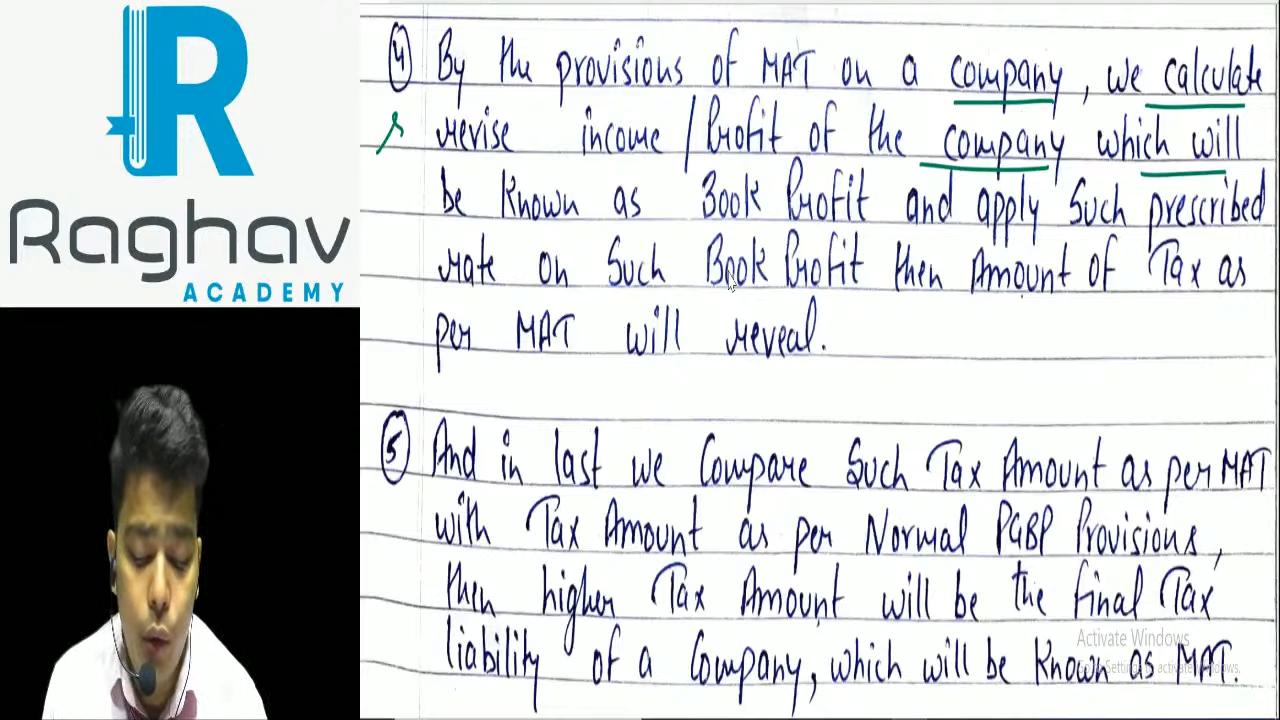 Raghav
ACADEMY
④ By the provisions of MAT on a company, we calculate
revise income / Profit of the company which will
be known as Book Profit and apply such prescribed
rate on such Book Profit then Amount of Tax as
per MAT will reveal.
⑤ And in last we Compare Such Tax Amount as per MAT
with Tax Amount as per Normal PGBP Provisions,
then higher Tax Amount will be the final Tax
liability of a Company, which will be known as MAT.
Activate Windows